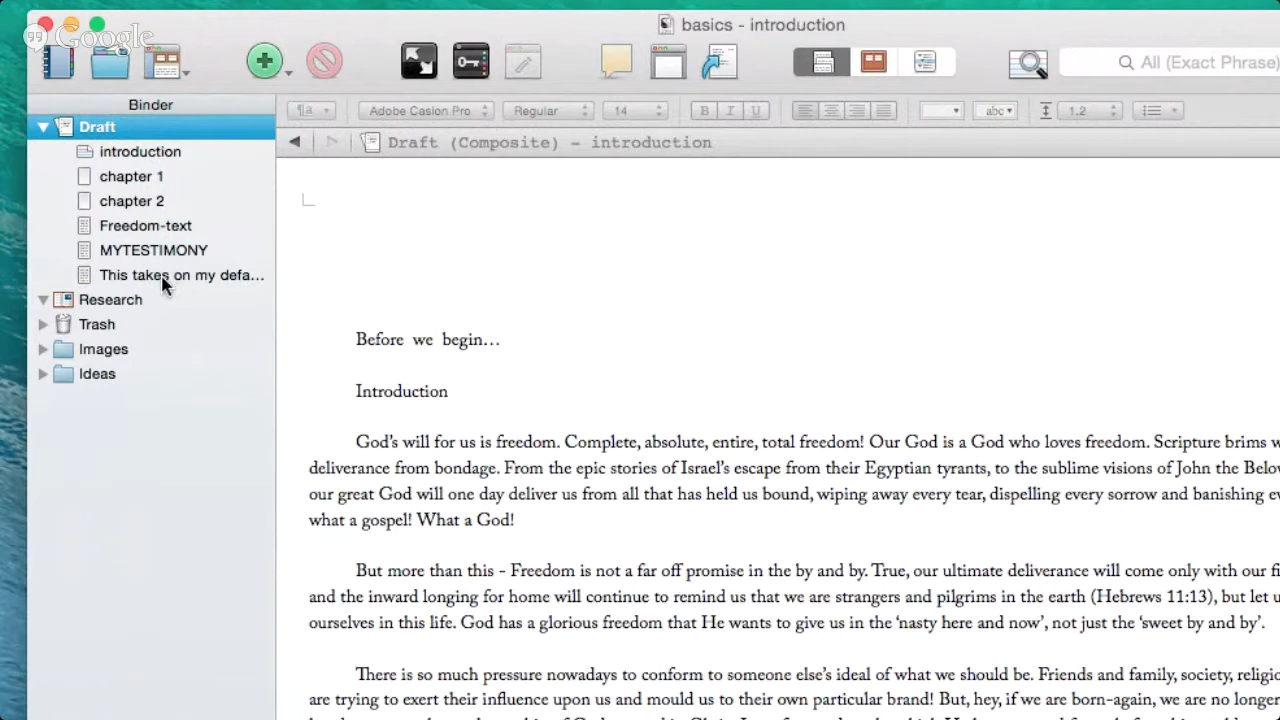 Google
basics - introduction
All (Exact Phrase)
Binder
Adobe Caslon Pro
Regular
14
B I U
abc
1.2
Draft
Draft (Composite) - introduction
introduction
chapter 1
chapter 2
Freedom-text
MYTESTIMONY
This takes on my defa...
Research
Trash
Images
Ideas
Before we begin…
Introduction
God's will for us is freedom. Complete, absolute, entire, total freedom! Our God is a God who loves freedom. Scripture brims w
deliverance from bondage. From the epic stories of Israel's escape from their Egyptian tyrants, to the sublime visions of John the Belov
our great God will one day deliver us from all that has held us bound, wiping away every tear, dispelling every sorrow and banishing ev
what a gospel! What a God!
But more than this - Freedom is not a far off promise in the by and by. True, our ultimate deliverance will come only with our fi
and the inward longing for home will continue to remind us that we are strangers and pilgrims in the earth (Hebrews 11:13), but let u
ourselves in this life. God has a glorious freedom that He wants to give us in the ‘nasty here and now’, not just the ‘sweet by and by’.
There is so much pressure nowadays to conform to someone else's ideal of what we should be. Friends and family, society, religio
are trying to exert their influence upon us and mould us to their own particular brand! But, hey, if we are born-again, we are no longer